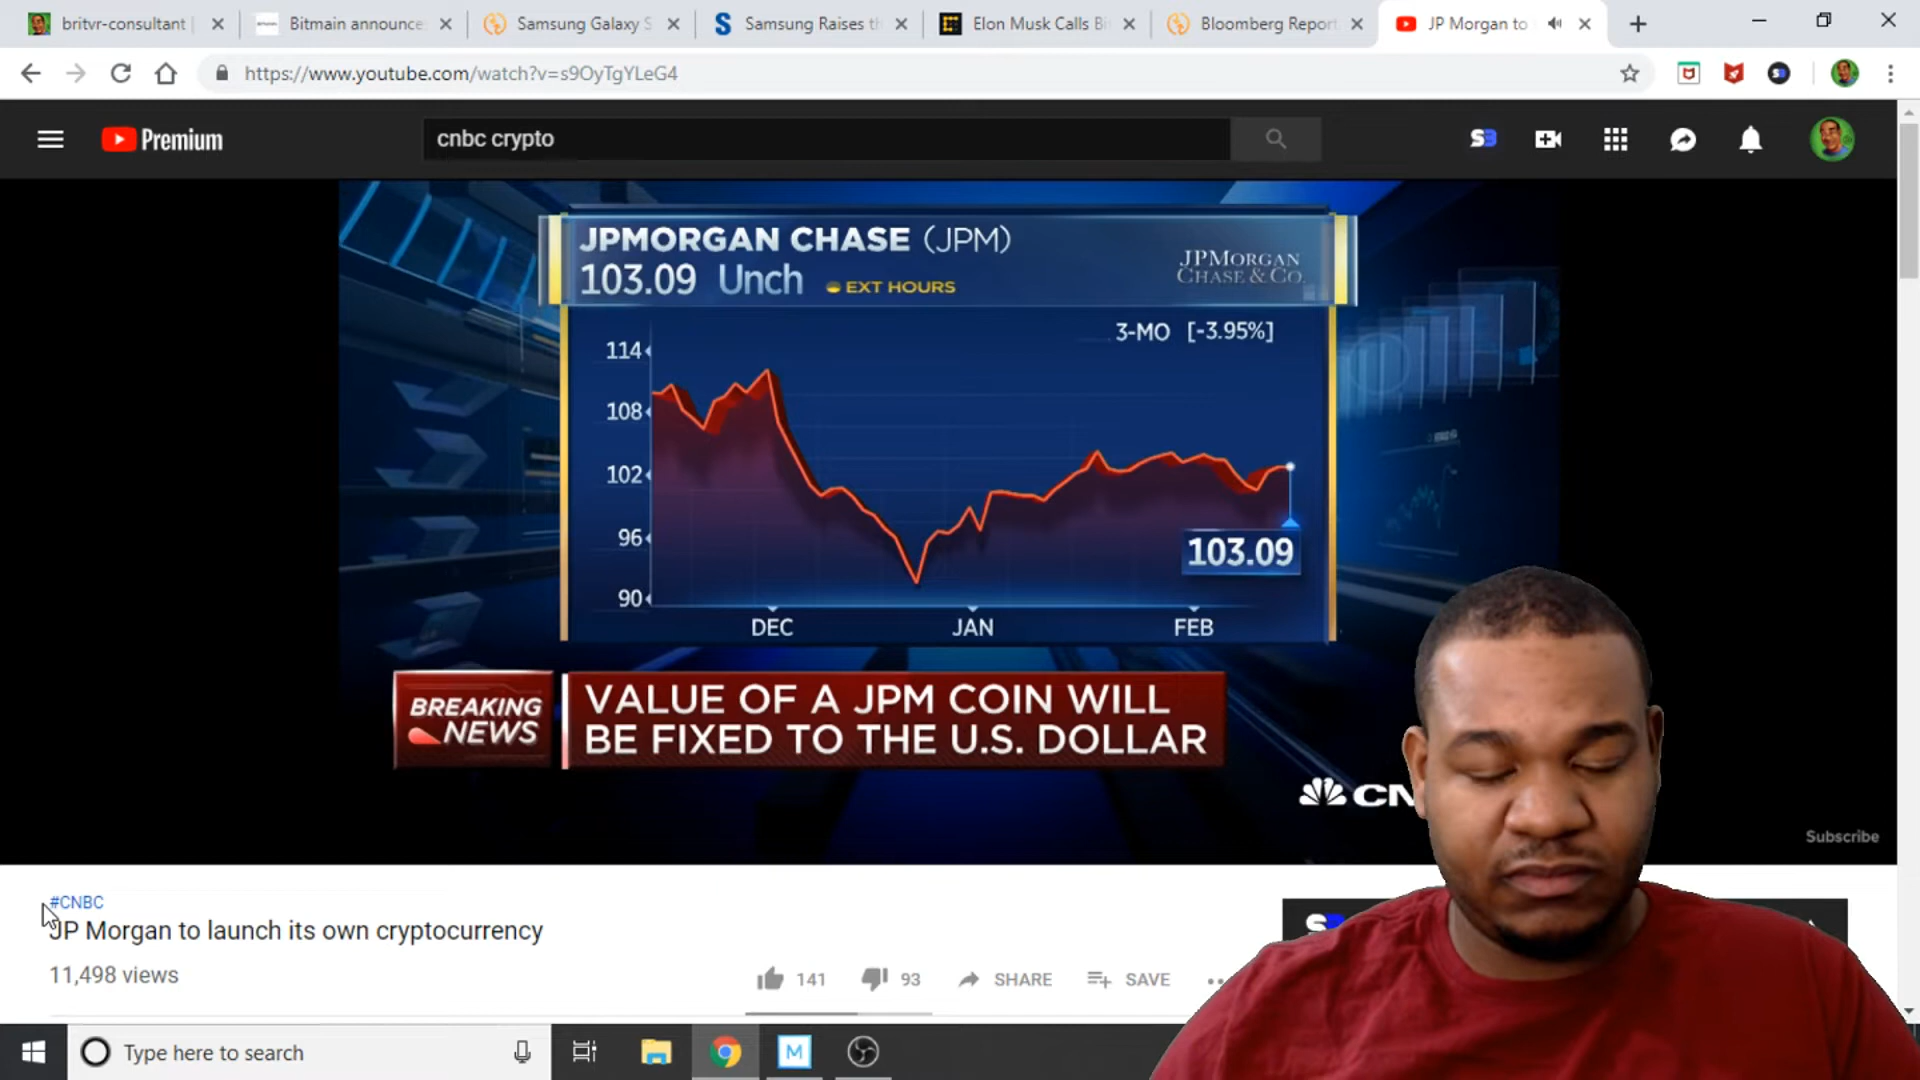 britvr-consultant
Bitmain announce
Samsung Galaxy S
Samsung Raises th
Elon Musk Calls Bi
Bloomberg Report
JP Morgan to
https://www.youtube.com/watch?v=s9OyTgYLeG4
Premium
cnbc crypto
JPMORGAN CHASE (JPM)
103.09 Unch EXT HOURS
JPMORGAN
CHASE & CO.
3-MO [-3.95%]
114
108
102
96
90
103.09
DEC JAN FEB
BREAKING
NEWS
VALUE OF A JPM COIN WILL
BE FIXED TO THE U.S. DOLLAR
CN
Subscribe
#CNBC
JP Morgan to launch its own cryptocurrency
11,498 views
141 93 SHARE SAVE
Type here to search
M